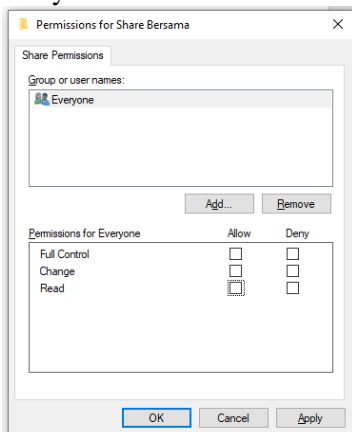 Permissions for Share Bersama
Share Permissions
Group or user names:
Everyone
Add...
Remove
Permissions for Everyone Allow Deny
Full Control
Change
Read
OK
Cancel
Apply